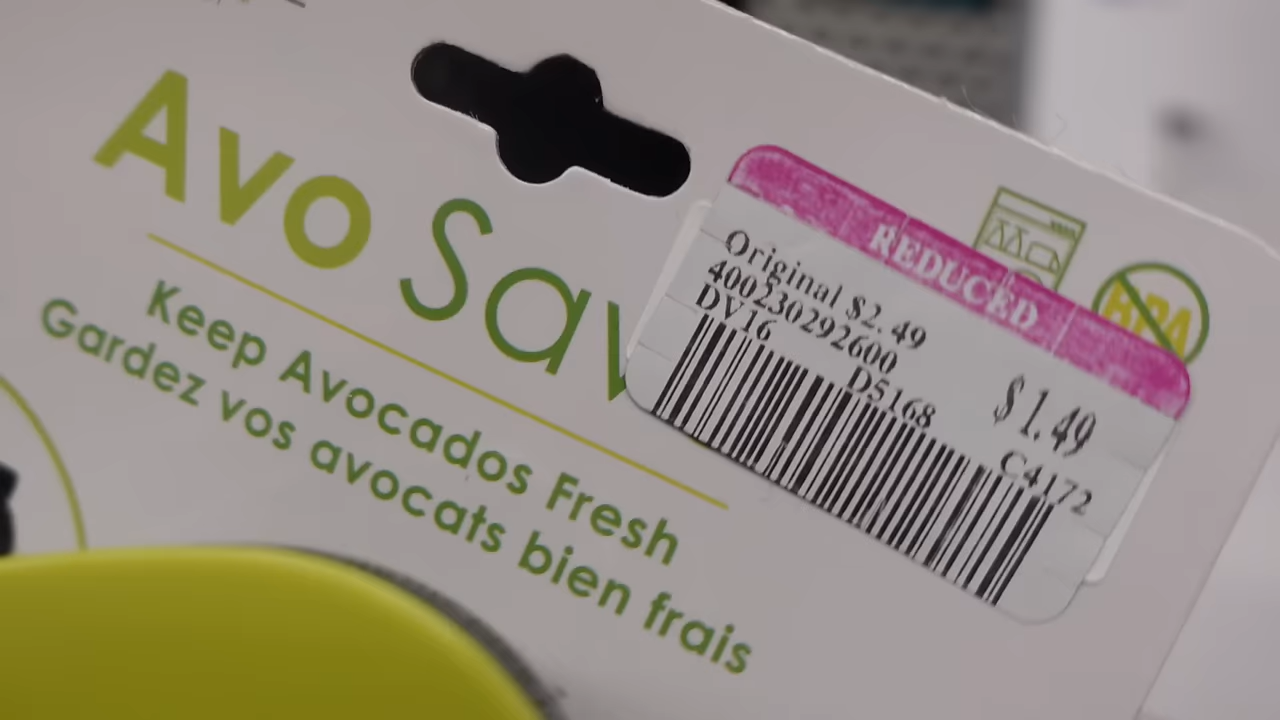 Avo Sav
Keep Avocados Fresh
Gardez vos avocats bien frais
REDUCED
Original $2.49
400230292600
DV16
D5168
$1.49
C4172
BPA